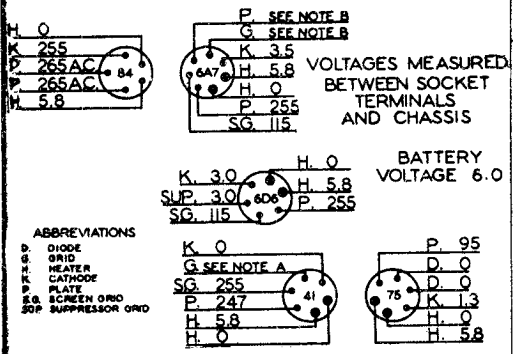 H. 0
K. 255
P. 265 A.C.
P. 265 A.C.
H. 5.8
84
P. SEE NOTE B
G. SEE NOTE B
K. 3.5
H. 5.8
H. 0
P. 255
SG. 115
6A7
VOLTAGES MEASURED
BETWEEN SOCKET
TERMINALS
AND CHASSIS
BATTERY
VOLTAGE 6.0
K. 3.0
SUP. 3.0
SG. 115
6D6
H. 0
H. 5.8
P. 255
ABBREVIATIONS
D. DIODE
G. GRID
H. HEATER
K. CATHODE
P. PLATE
S.G. SCREEN GRID
SUP SUPPRESSOR GRID
K. 0
G. SEE NOTE A
SG. 255
P. 247
H. 5.8
H. 0
41
75
P. 95
D. 0
D. 0
K. 1.3
H. 0
H. 5.8